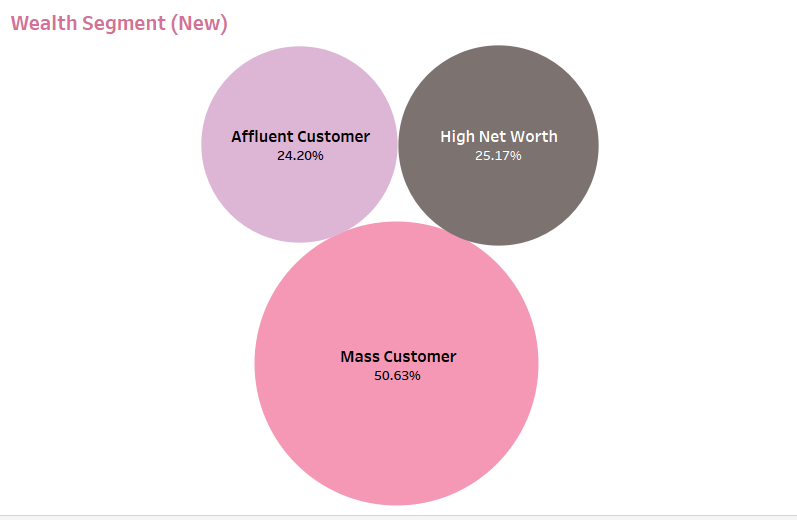 Wealth Segment (New)
Affluent Customer
24.20%
High Net Worth
25.17%
Mass Customer
50.63%